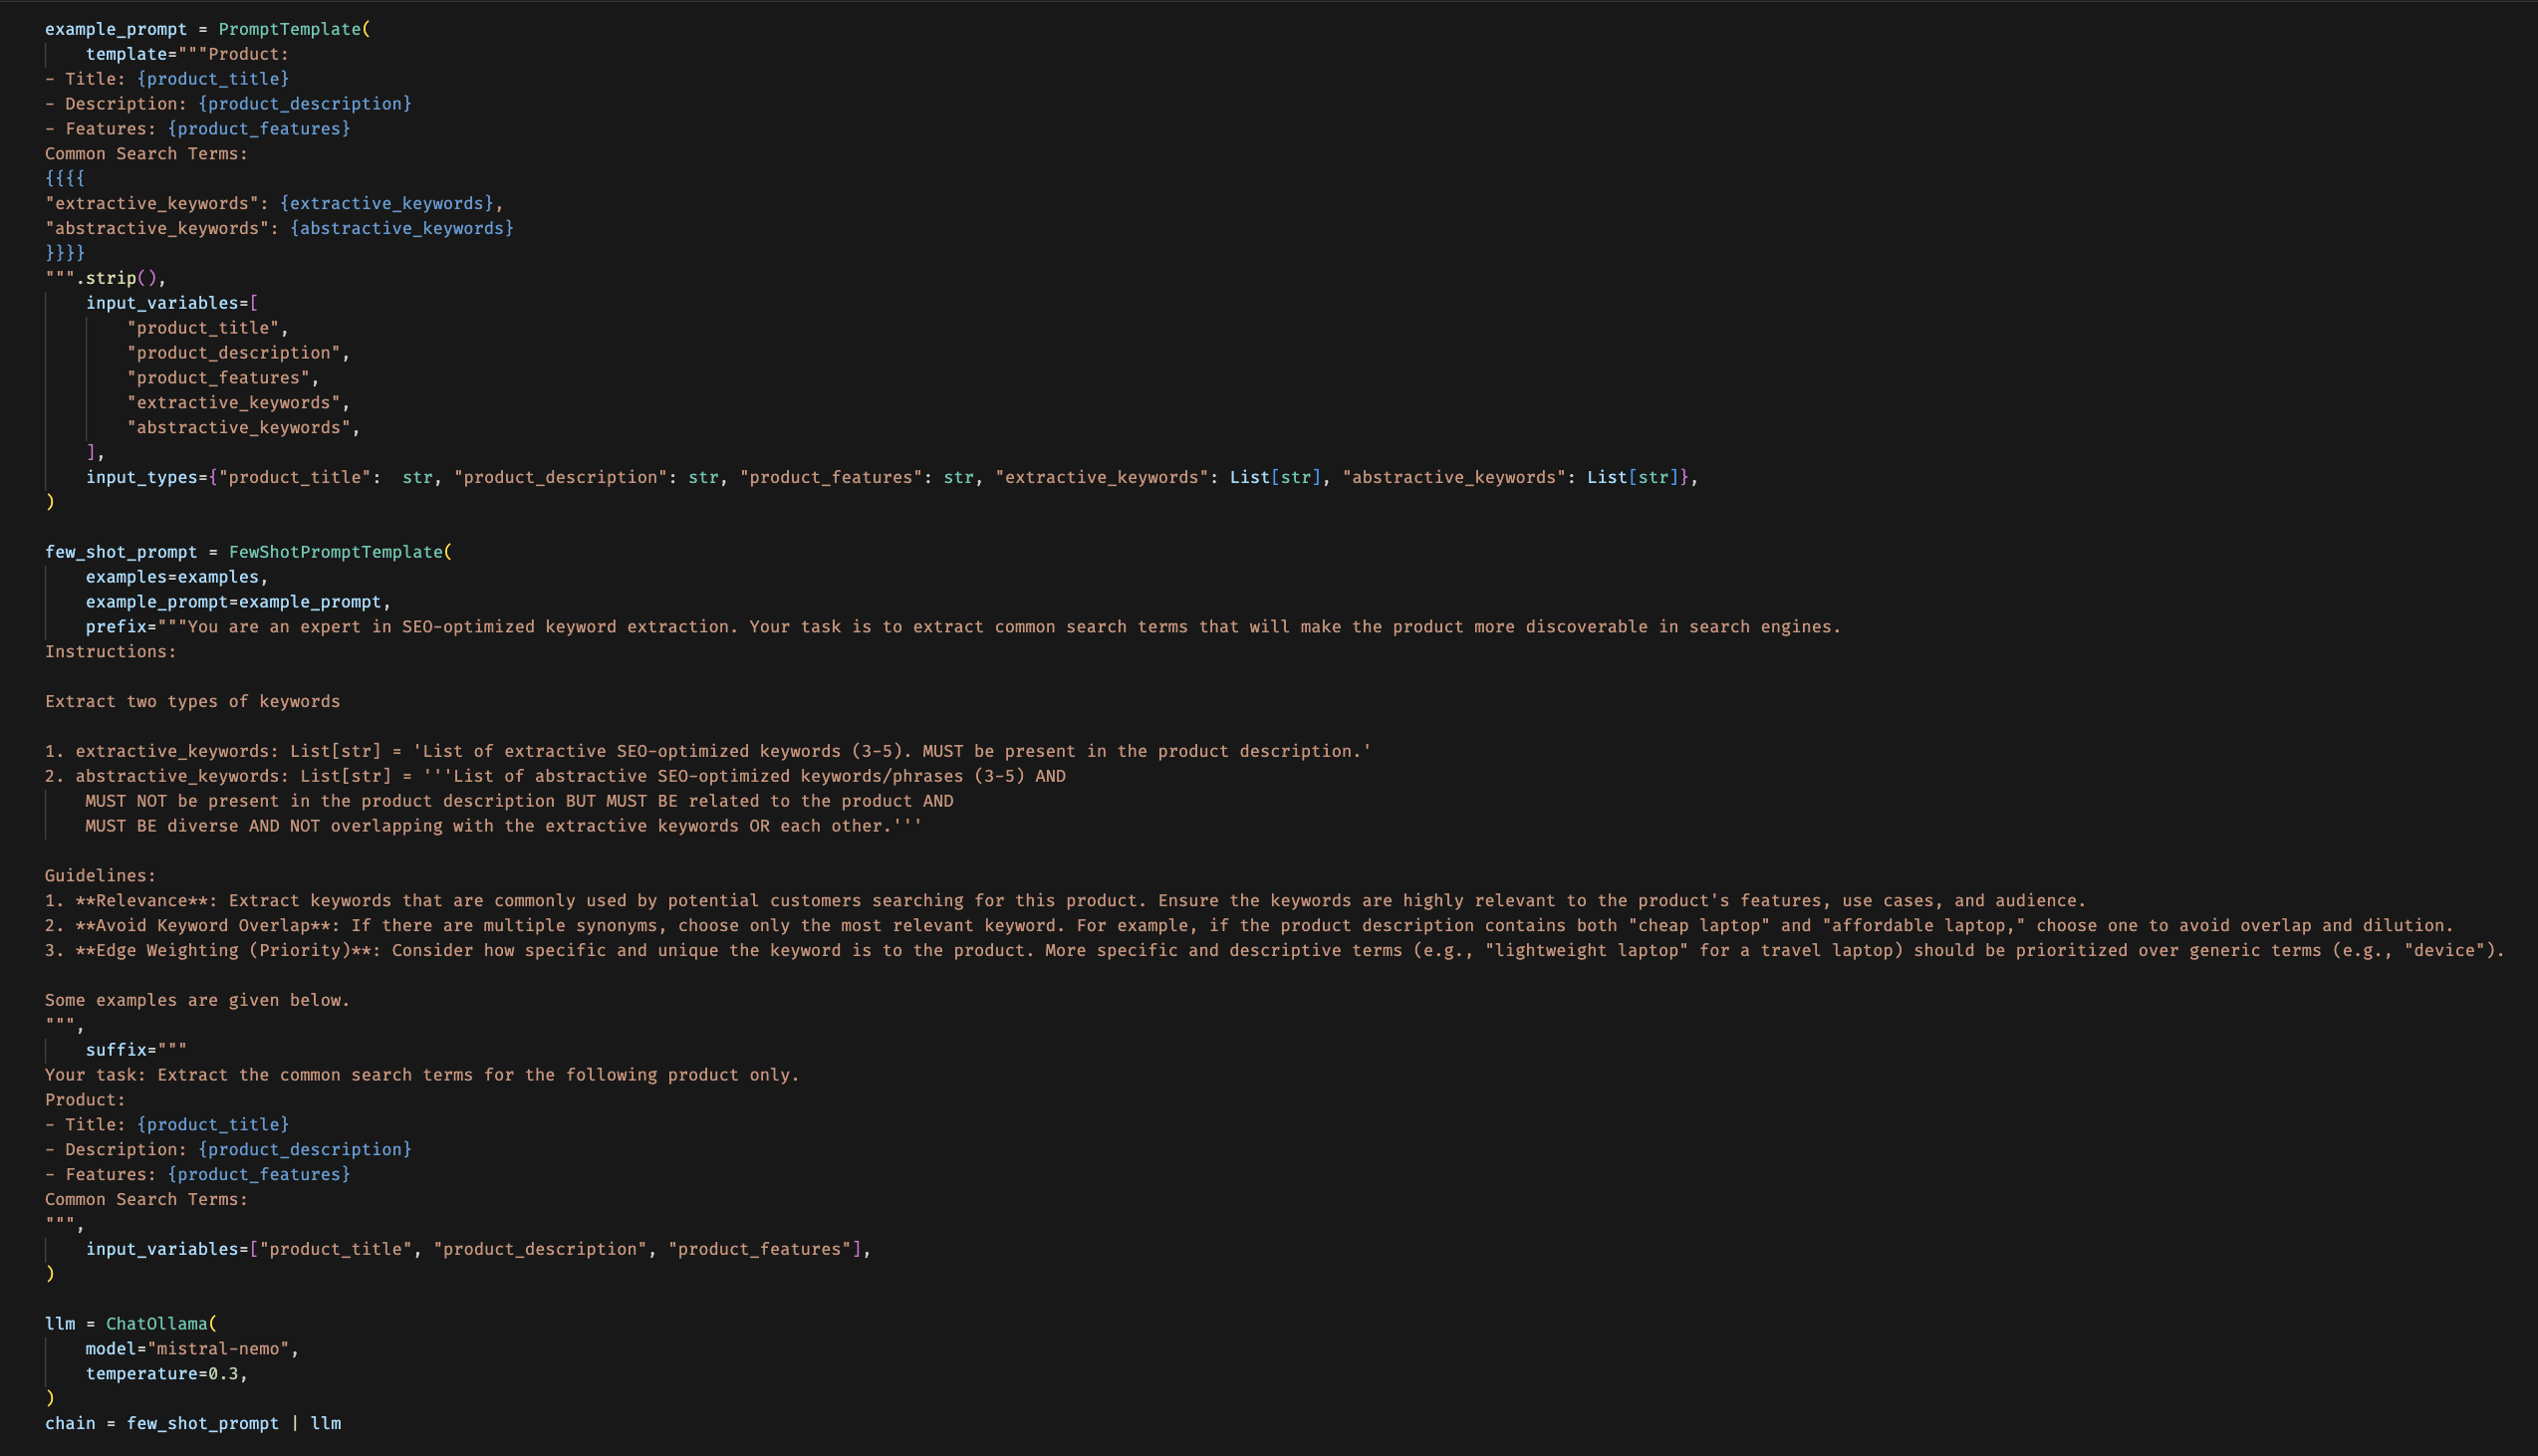 example_prompt = PromptTemplate(
    template="""Product:
- Title: {product_title}
- Description: {product_description}
- Features: {product_features}
Common Search Terms:
{{{{
"extractive_keywords": {extractive_keywords},
"abstractive_keywords": {abstractive_keywords}
}}}}
""".strip(),
    input_variables=[
        "product_title",
        "product_description",
        "product_features",
        "extractive_keywords",
        "abstractive_keywords",
    ],
    input_types={"product_title":  str, "product_description": str, "product_features": str, "extractive_keywords": List[str], "abstractive_keywords": List[str]},
)

few_shot_prompt = FewShotPromptTemplate(
    examples=examples,
    example_prompt=example_prompt,
    prefix="""You are an expert in SEO-optimized keyword extraction. Your task is to extract common search terms that will make the product more discoverable in search engines.
Instructions:

Extract two types of keywords

1. extractive_keywords: List[str] = 'List of extractive SEO-optimized keywords (3-5). MUST be present in the product description.'
2. abstractive_keywords: List[str] = '''List of abstractive SEO-optimized keywords/phrases (3-5) AND
    MUST NOT be present in the product description BUT MUST BE related to the product AND
    MUST BE diverse AND NOT overlapping with the extractive keywords OR each other.'''

Guidelines:
1. **Relevance**: Extract keywords that are commonly used by potential customers searching for this product. Ensure the keywords are highly relevant to the product's features, use cases, and audience.
2. **Avoid Keyword Overlap**: If there are multiple synonyms, choose only the most relevant keyword. For example, if the product description contains both "cheap laptop" and "affordable laptop," choose one to avoid overlap and dilution.
3. **Edge Weighting (Priority)**: Consider how specific and unique the keyword is to the product. More specific and descriptive terms (e.g., "lightweight laptop" for a travel laptop) should be prioritized over generic terms (e.g., "device").

Some examples are given below.
""",
    suffix="""
Your task: Extract the common search terms for the following product only.
Product:
- Title: {product_title}
- Description: {product_description}
- Features: {product_features}
Common Search Terms:
""",
    input_variables=["product_title", "product_description", "product_features"],
)

llm = ChatOllama(
    model="mistral-nemo",
    temperature=0.3,
)
chain = few_shot_prompt | llm